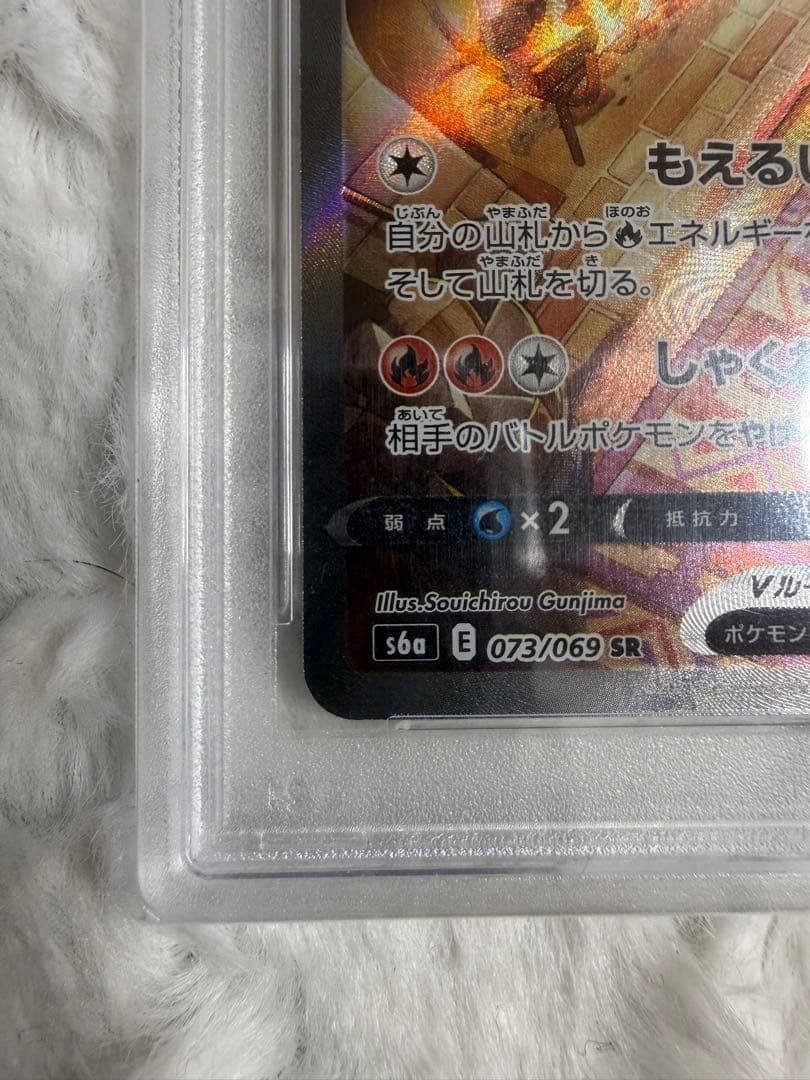 もえるい
じぶん やまふだ ほのお
自分の山札からエネルギーを
やまふだ き
そして山札を切る。
しゃくね
あいて
相手のバトルポケモンをやけ
弱点 ×2 抵抗力
Illus.Souichirou Gunjima
Vルー
s6a E 073/069 SR
ポケモン